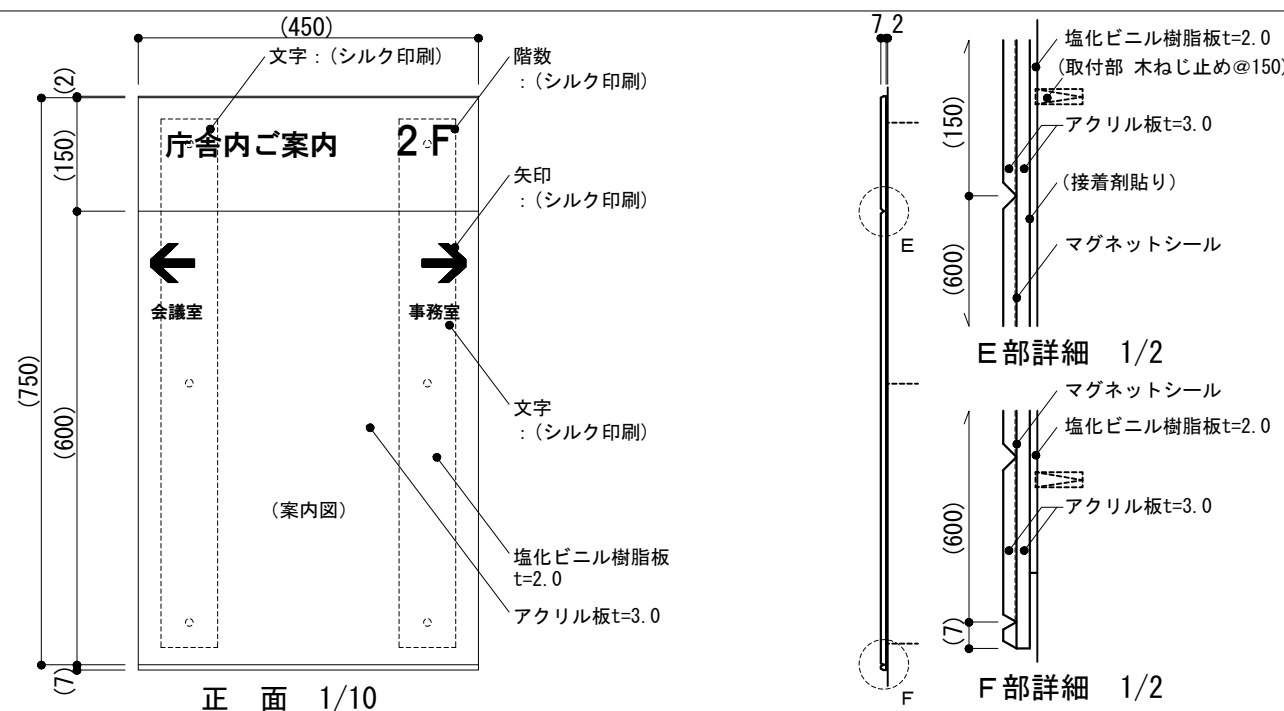 (450)
文字：(シルク印刷)
階数
：(シルク印刷)
(2)
(150)
庁舎内ご案内 2F
矢印
：(シルク印刷)
会議室
事務室
(750)
(600)
文字
：(シルク印刷)
(案内図)
塩化ビニル樹脂板
t=2.0
アクリル板t=3.0
(7)
正 面 1/10
7 2
E
F
塩化ビニル樹脂板t=2.0
(取付部 木ねじ止め@150)
(150)
アクリル板t=3.0
(接着剤貼り)
マグネットシール
(600)
E部詳細 1/2
マグネットシール
塩化ビニル樹脂板t=2.0
アクリル板t=3.0
(600)
(7)
F部詳細 1/2